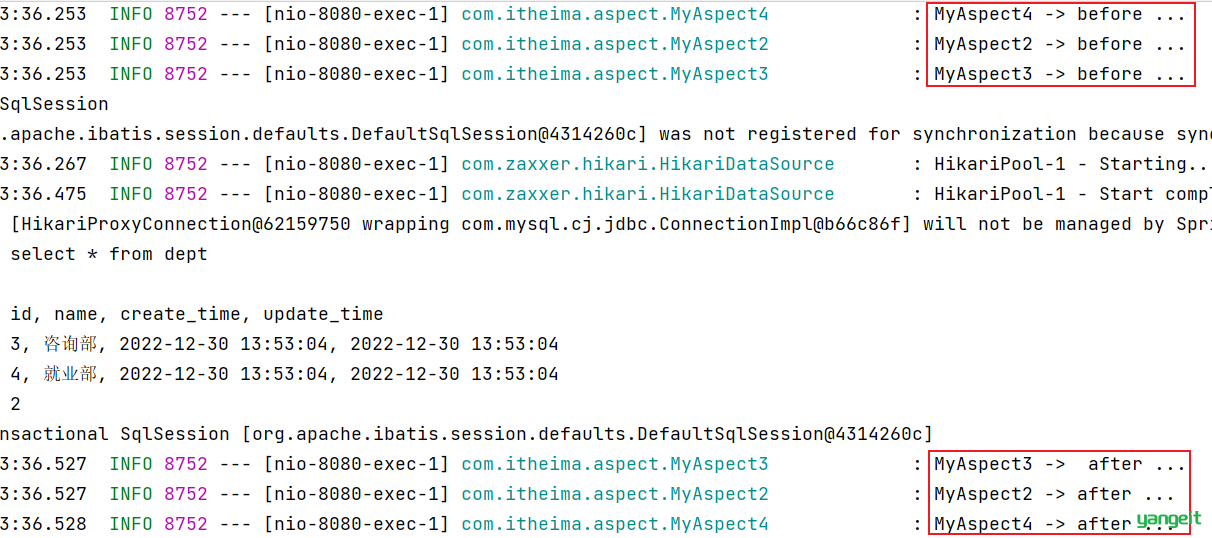 3:36.253  INFO 8752 --- [nio-8080-exec-1] com.itheima.aspect.MyAspect4             : MyAspect4 -> before ...
3:36.253  INFO 8752 --- [nio-8080-exec-1] com.itheima.aspect.MyAspect2             : MyAspect2 -> before ...
3:36.253  INFO 8752 --- [nio-8080-exec-1] com.itheima.aspect.MyAspect3             : MyAspect3 -> before ...
SqlSession
.apache.ibatis.session.defaults.DefaultSqlSession@4314260c] was not registered for synchronization because sync
3:36.267  INFO 8752 --- [nio-8080-exec-1] com.zaxxer.hikari.HikariDataSource       : HikariPool-1 - Starting..
3:36.475  INFO 8752 --- [nio-8080-exec-1] com.zaxxer.hikari.HikariDataSource       : HikariPool-1 - Start compl
[HikariProxyConnection@62159750 wrapping com.mysql.cj.jdbc.ConnectionImpl@b66c86f] will not be managed by Spri
select * from dept
id, name, create_time, update_time
3, 咨询部, 2022-12-30 13:53:04, 2022-12-30 13:53:04
4, 就业部, 2022-12-30 13:53:04, 2022-12-30 13:53:04
2
nsactional SqlSession [org.apache.ibatis.session.defaults.DefaultSqlSession@4314260c]
3:36.527  INFO 8752 --- [nio-8080-exec-1] com.itheima.aspect.MyAspect3             : MyAspect3 ->  after ...
3:36.527  INFO 8752 --- [nio-8080-exec-1] com.itheima.aspect.MyAspect2             : MyAspect2 -> after ...
3:36.528  INFO 8752 --- [nio-8080-exec-1] com.itheima.aspect.MyAspect4             : MyAspect4 -> after ...
yangeit